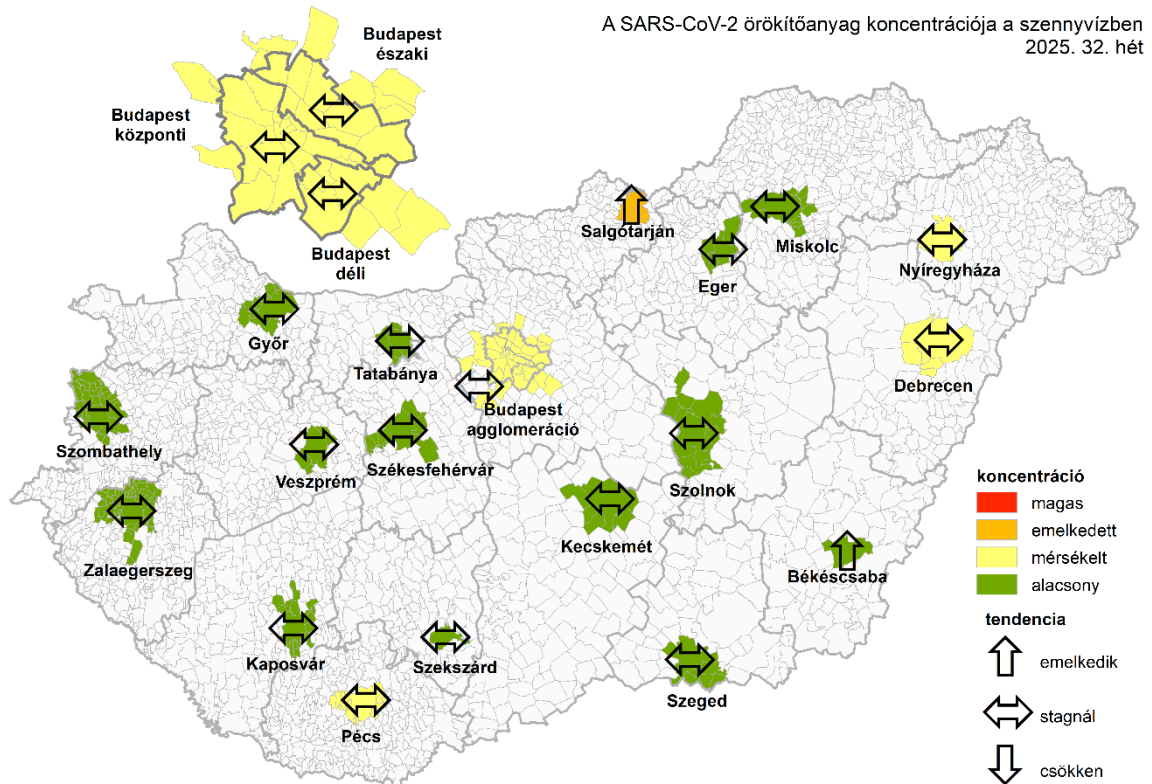 A SARS-CoV-2 örökítőanyag koncentrációja a szennyvízben
2025. 32. hét
Budapest
északi
Budapest
központi
Budapest
déli
Salgótarján
Miskolc
Eger
Nyíregyháza
Győr
Tatabánya
Debrecen
Budapest
agglomeráció
Szombathely
Veszprém
Székesfehérvár
Szolnok
Kecskemét
Zalaegerszeg
Békéscsaba
Kaposvár
Szekszárd
Szeged
Pécs
koncentráció
magas
emelkedett
mérsékelt
alacsony
tendencia
emelkedik
stagnál
csökken